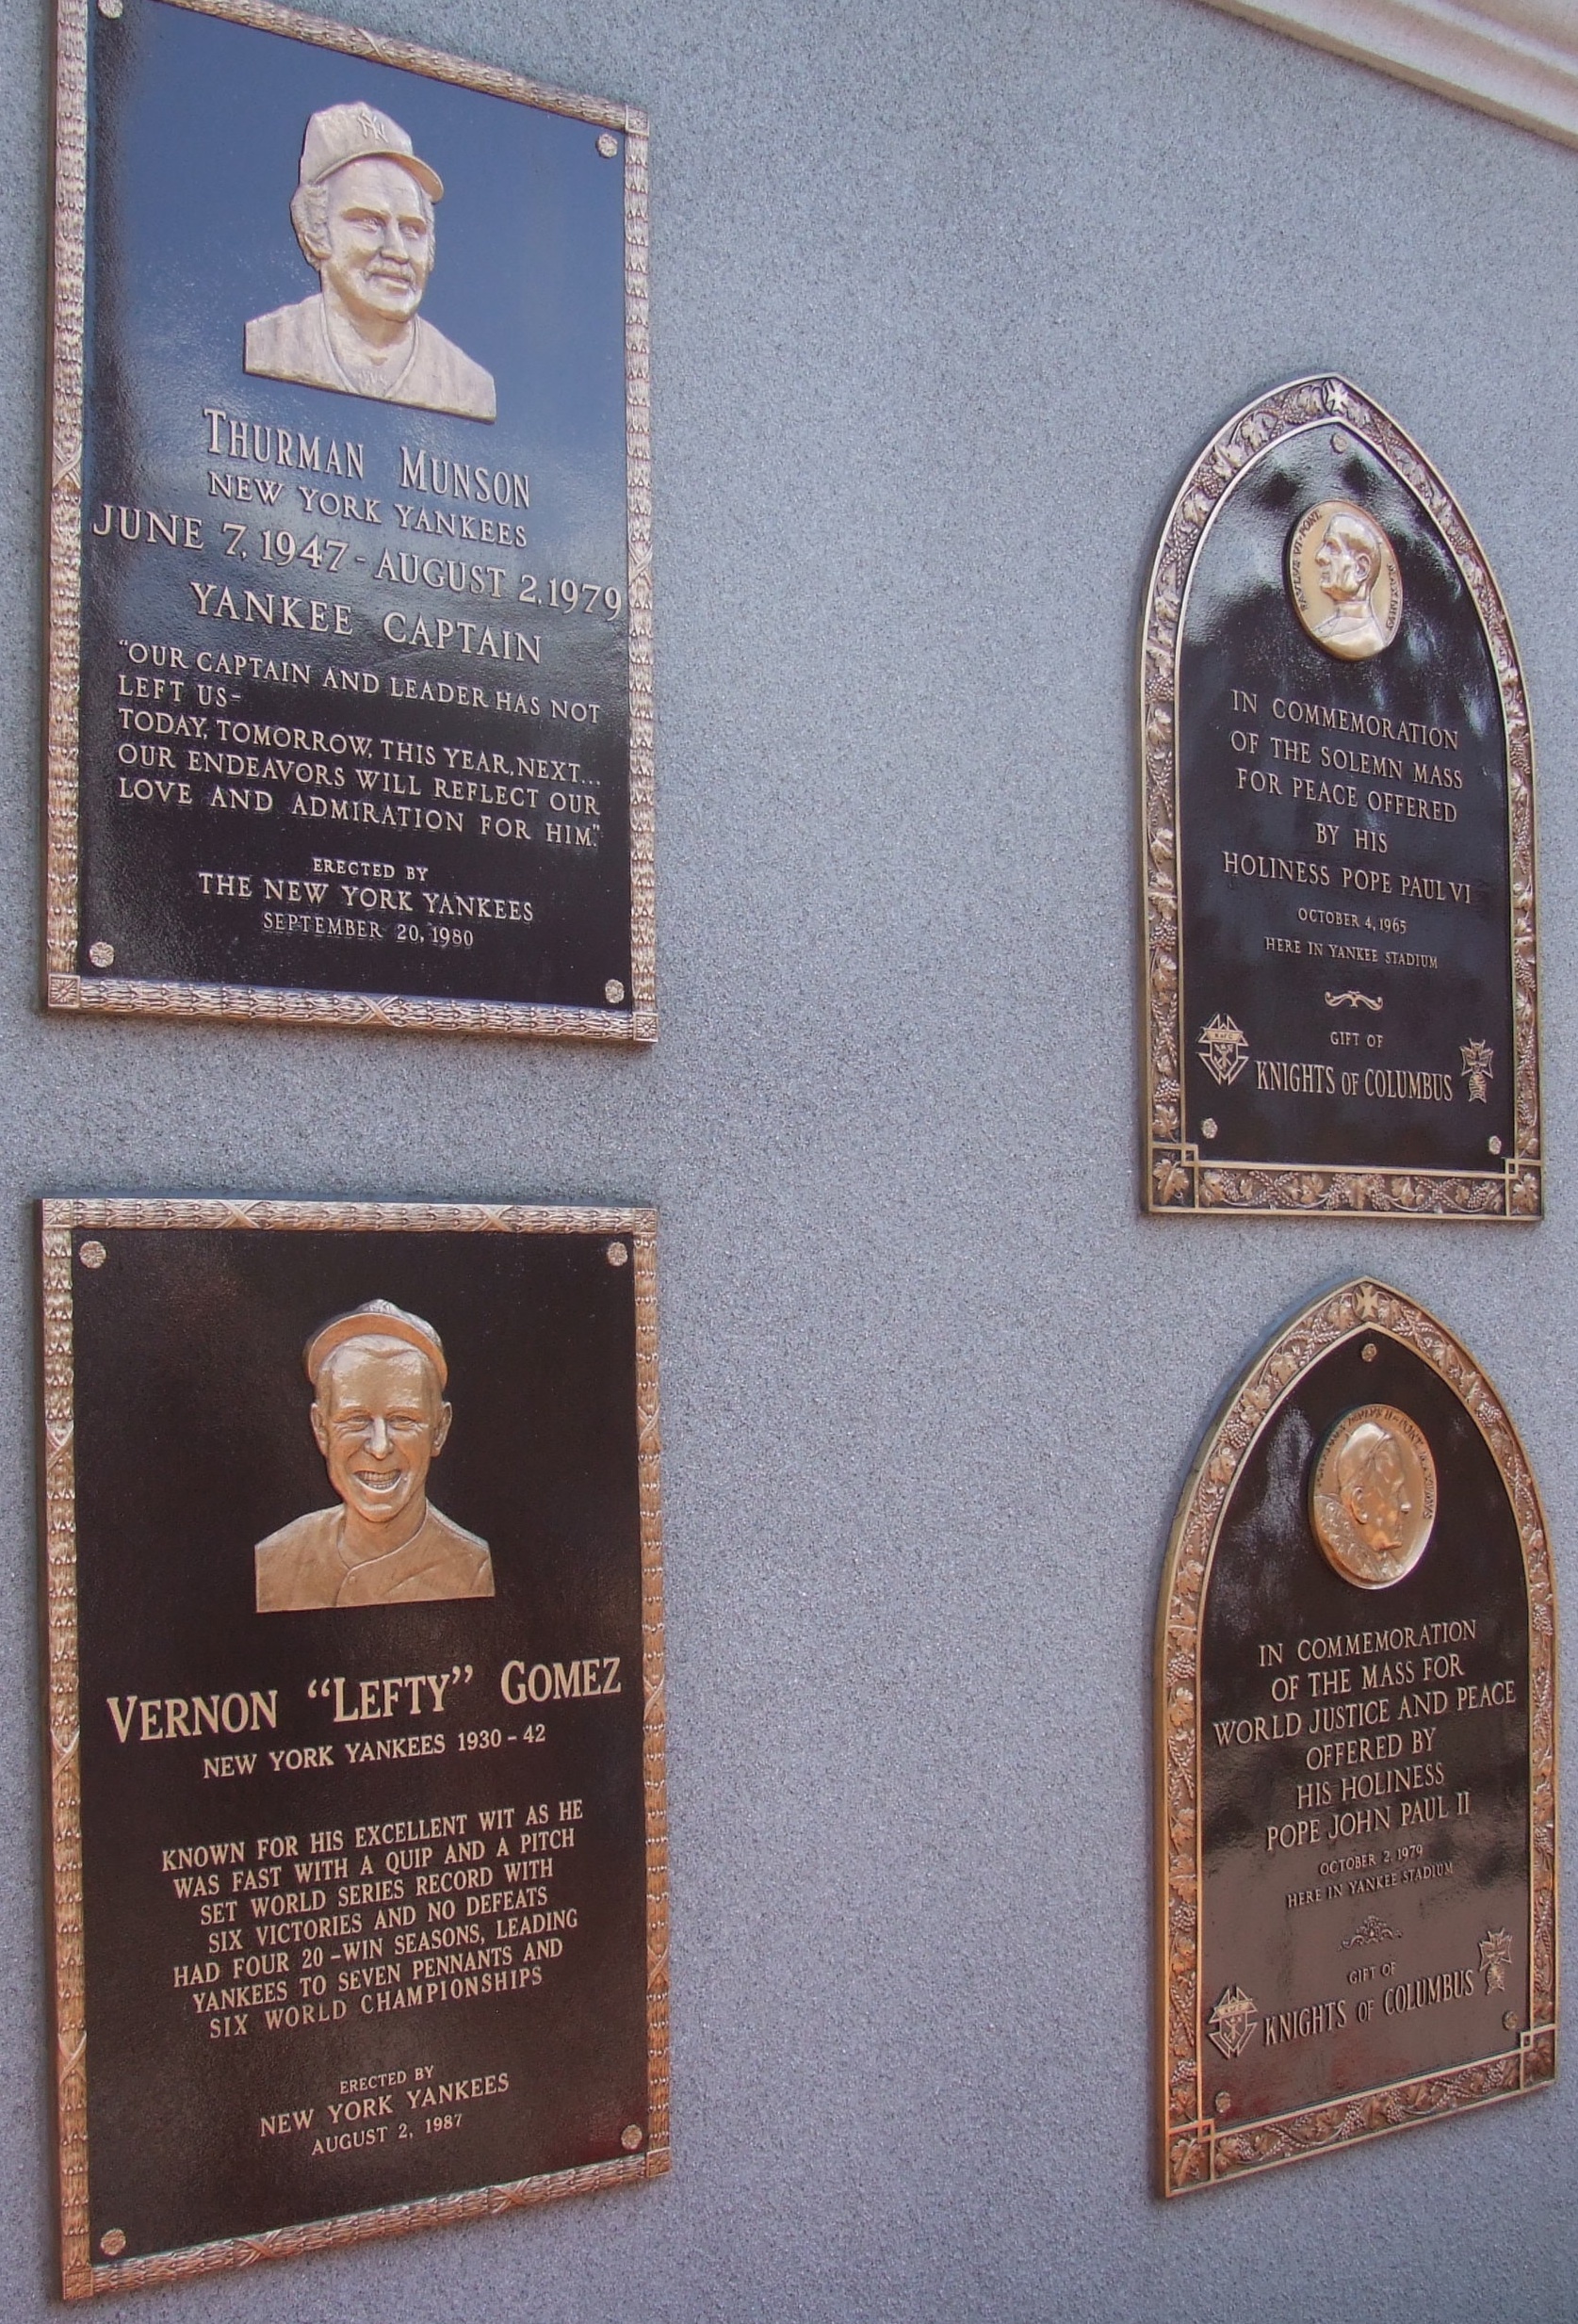 THURMAN MUNSON
NEW YORK YANKEES
JUNE 7, 1947 - AUGUST 2, 1979
YANKEE CAPTAIN
"OUR CAPTAIN AND LEADER HAS NOT
LEFT US-
TODAY, TOMORROW, THIS YEAR, NEXT...
OUR ENDEAVORS WILL REFLECT OUR
LOVE AND ADMIRATION FOR HIM."
ERECTED BY
THE NEW YORK YANKEES
SEPTEMBER 20, 1980
VERNON "LEFTY" GOMEZ
NEW YORK YANKEES 1930-42
KNOWN FOR HIS EXCELLENT WIT AS HE
WAS FAST WITH A QUIP AND A PITCH
SET WORLD SERIES RECORD WITH
SIX VICTORIES AND NO DEFEATS
HAD FOUR 20-WIN SEASONS, LEADING
YANKEES TO SEVEN PENNANTS AND
SIX WORLD CHAMPIONSHIPS
ERECTED BY
NEW YORK YANKEES
AUGUST 2, 1987
IN COMMEMORATION
OF THE SOLEMN MASS
FOR PEACE OFFERED
BY HIS
HOLINESS POPE PAUL VI
OCTOBER 4, 1965
HERE IN YANKEE STADIUM
GIFT OF
KNIGHTS OF COLUMBUS
IN COMMEMORATION
OF THE MASS FOR
WORLD JUSTICE AND PEACE
OFFERED BY
HIS HOLINESS
POPE JOHN PAUL II
OCTOBER 2, 1979
HERE IN YANKEE STADIUM
GIFT OF
KNIGHTS OF COLUMBUS